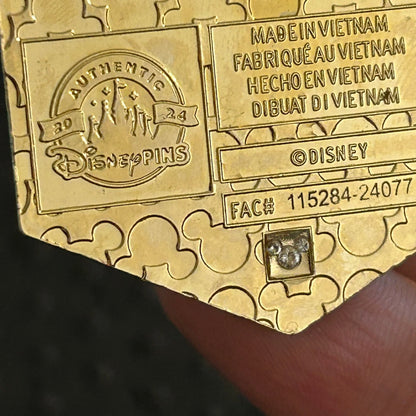 AUTHENTIC
20 24
DISNEY PINS
MADE IN VIETNAM
FABRIQUÉ AU VIETNAM
HECHO EN VIETNAM
DIBUAT DI VIETNAM
©DISNEY
FAC# 115284-24077